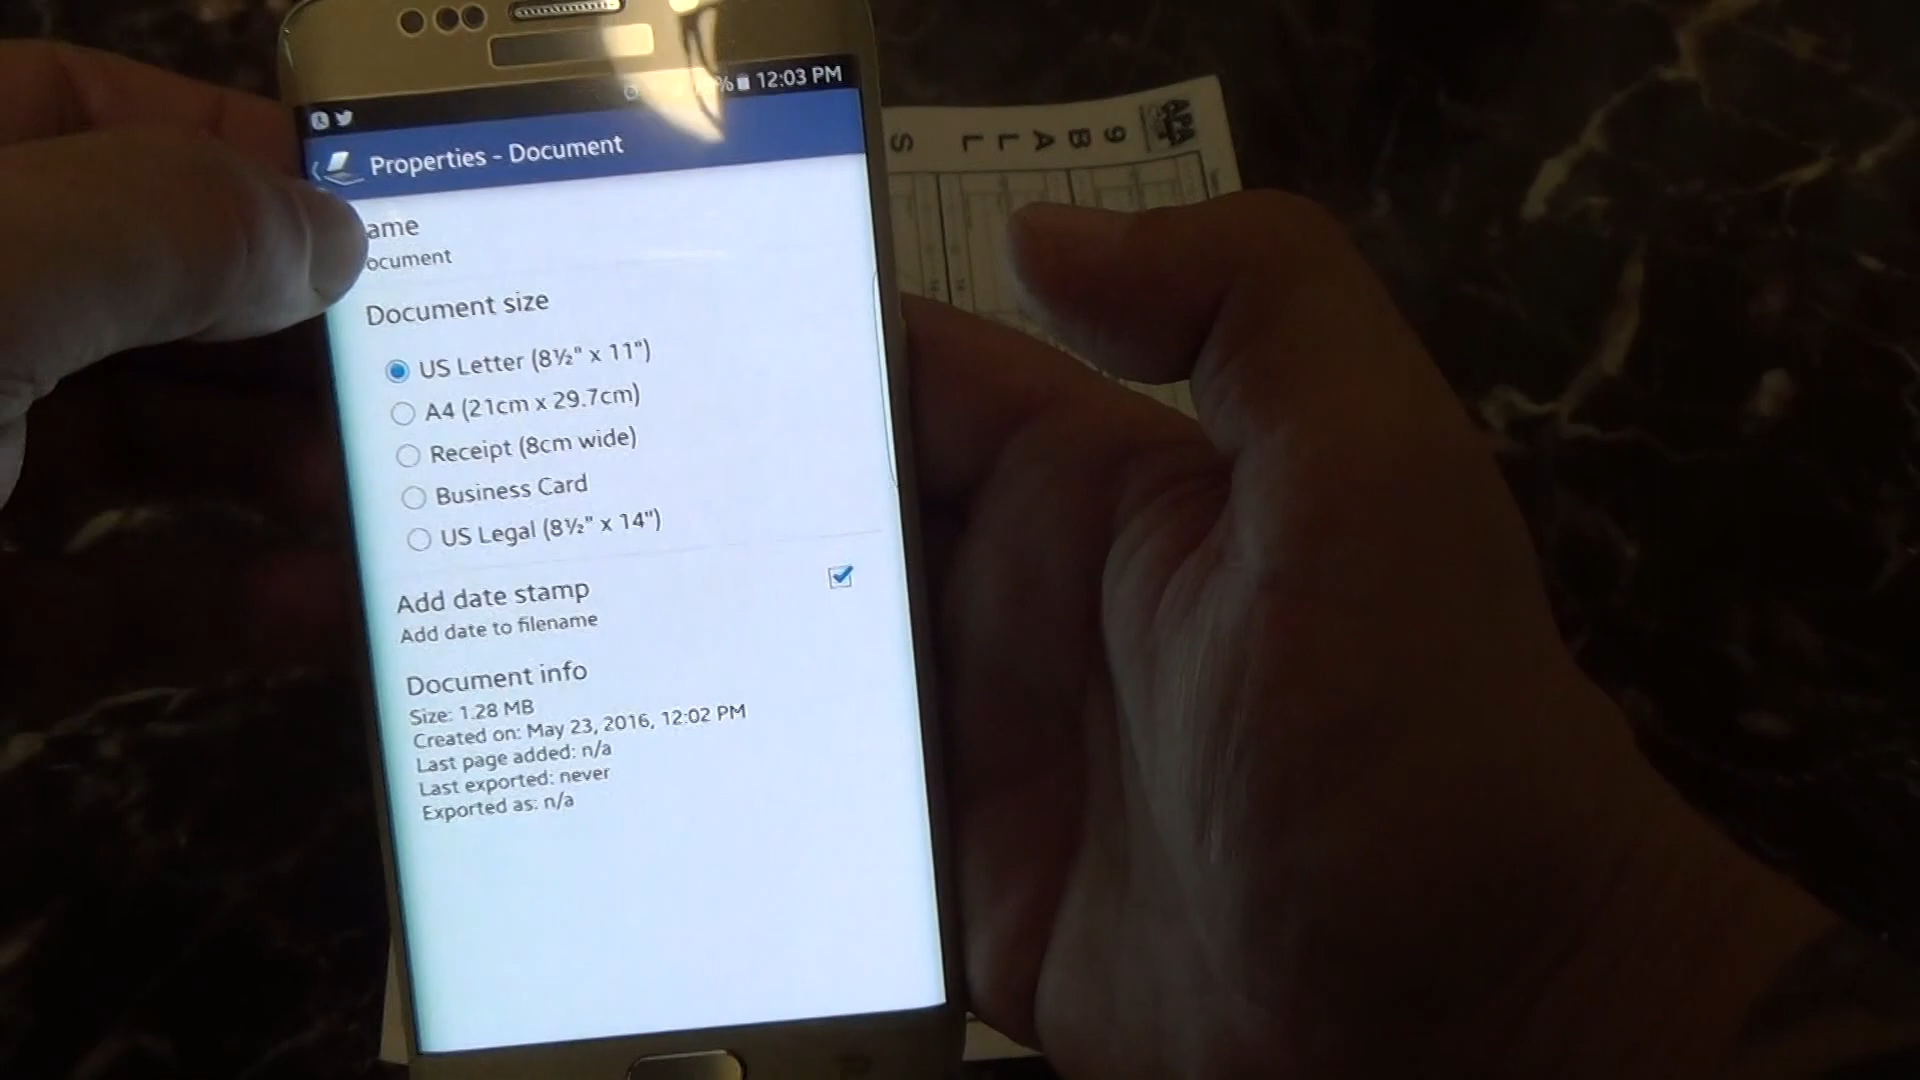 % 12:03 PM
Properties - Document
ame
ocument
Document size
US Letter (8½" x 11")
A4 (21cm x 29.7cm)
Receipt (8cm wide)
Business Card
US Legal (8½" x 14")
Add date stamp
Add date to filename
Document info
Size: 1.28 MB
Created on: May 23, 2016, 12:02 PM
Last page added: n/a
Last exported: never
Exported as: n/a
APA
9 B A L L S